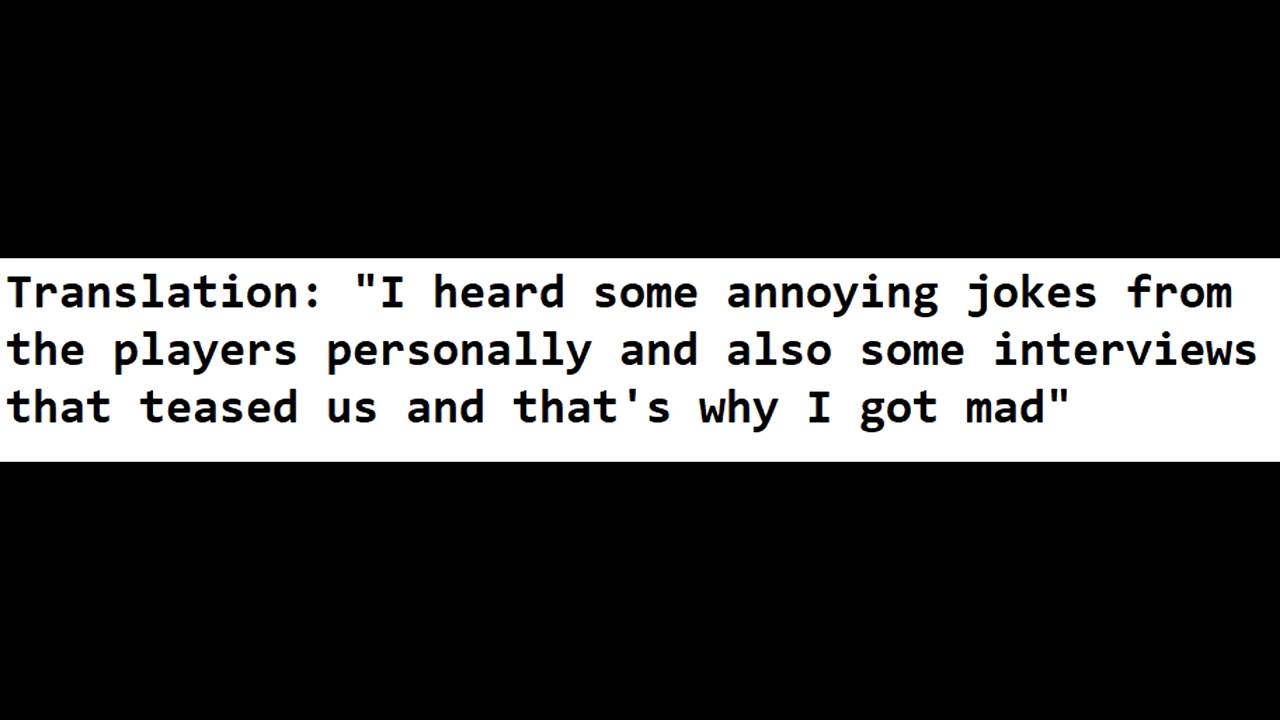 Translation: "I heard some annoying jokes from
the players personally and also some interviews
that teased us and that's why I got mad"